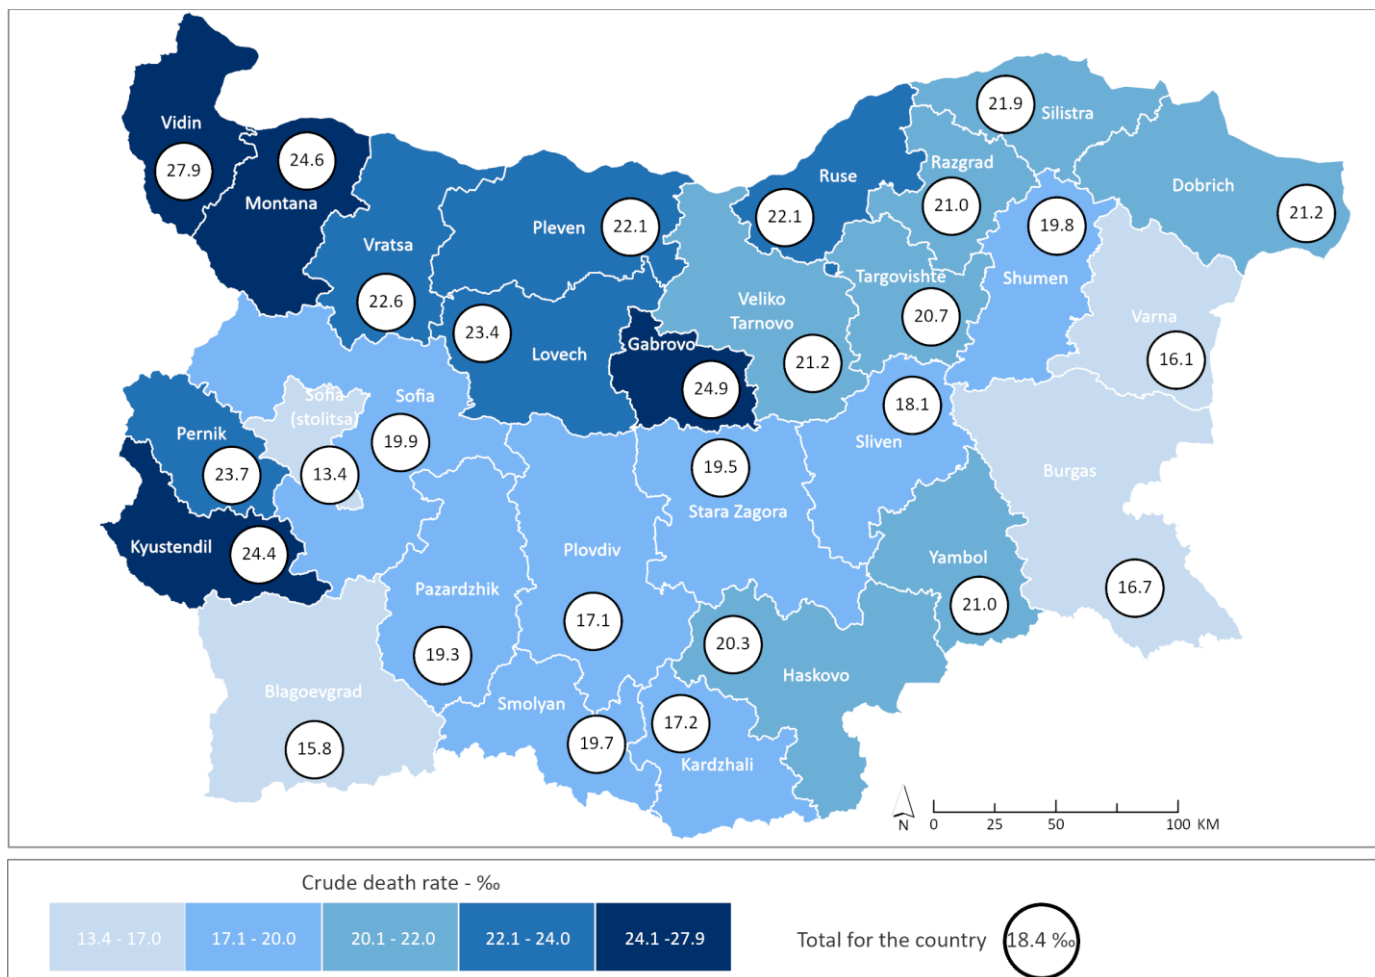 Vidin
27.9
24.6
Montana
Vratsa
22.6
Pleven
22.1
23.4
Lovech
Gabrovo
24.9
Veliko
Tarnovo
21.2
Ruse
22.1
21.9
Silistra
Razgrad
21.0
Targovishte
20.7
19.8
Shumen
Dobrich
21.2
Varna
16.1
Sofia
(stolitsa)
13.4
Sofia
19.9
Pernik
23.7
Kyustendil
24.4
Blagoevgrad
15.8
Pazardzhik
19.3
Plovdiv
17.1
Smolyan
19.7
17.2
Kardzhali
19.5
Stara Zagora
18.1
Sliven
Burgas
16.7
Yambol
21.0
20.3
Haskovo
N
0 25 50 100 KM
Crude death rate - ‰
13.4 - 17.0
17.1 - 20.0
20.1 - 22.0
22.1 - 24.0
24.1 -27.9
Total for the country 18.4 ‰